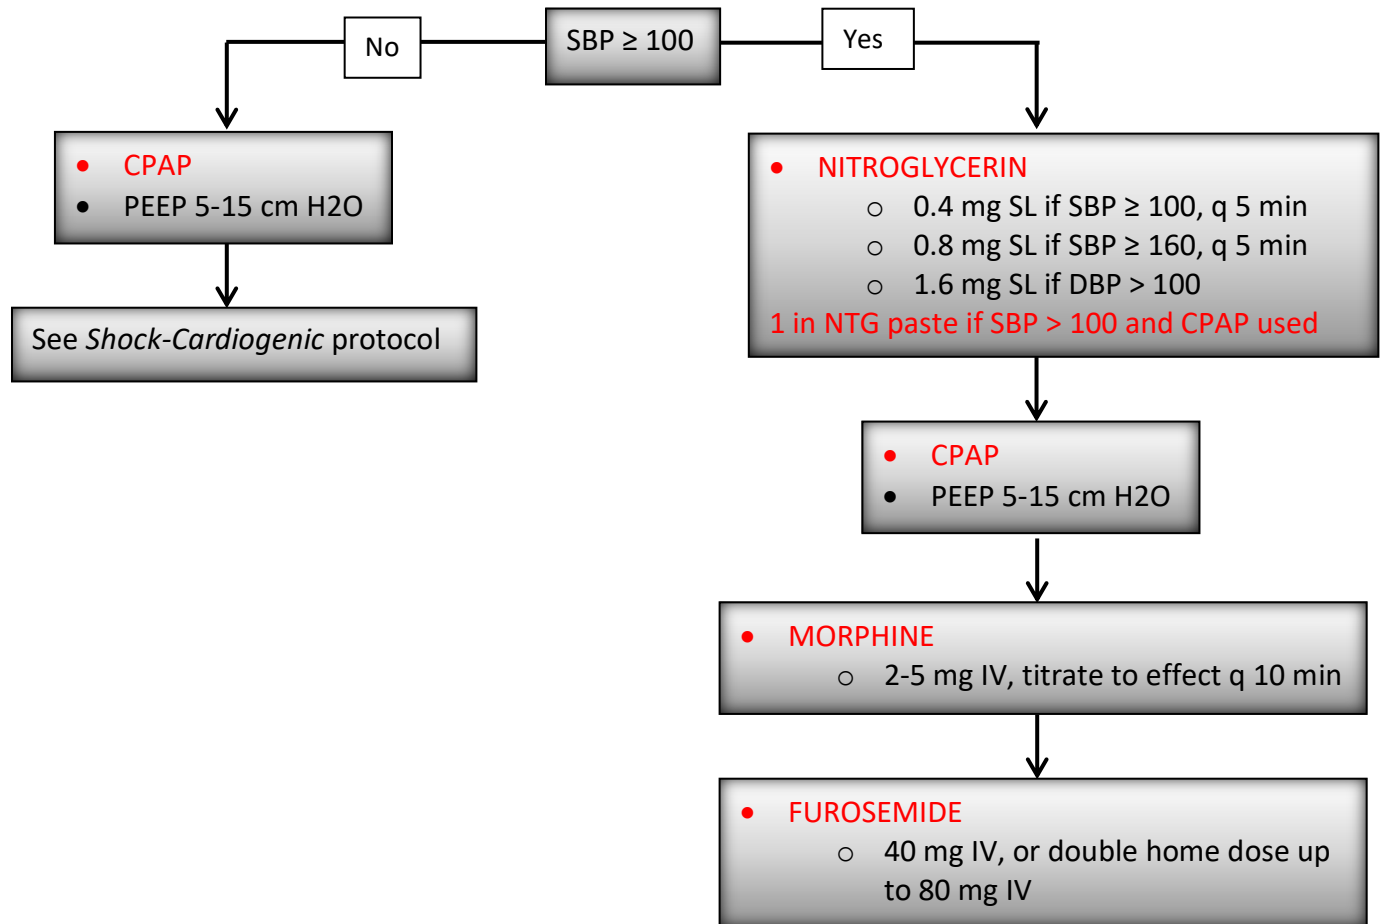 No
SBP ≥ 100
Yes
• CPAP
• PEEP 5-15 cm H2O
See Shock-Cardiogenic protocol
• NITROGLYCERIN
o 0.4 mg SL if SBP ≥ 100, q 5 min
o 0.8 mg SL if SBP ≥ 160, q 5 min
o 1.6 mg SL if DBP > 100
1 in NTG paste if SBP > 100 and CPAP used
• CPAP
• PEEP 5-15 cm H2O
• MORPHINE
o 2-5 mg IV, titrate to effect q 10 min
• FUROSEMIDE
o 40 mg IV, or double home dose up
to 80 mg IV